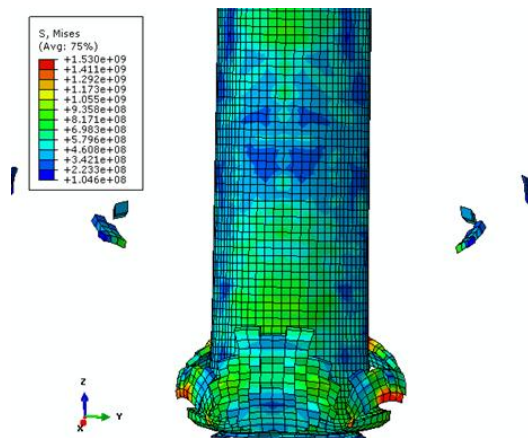 S, Mises
(Avg: 75%)
+1.530e+09
+1.411e+09
+1.292e+09
+1.173e+09
+1.055e+09
+9.358e+08
+8.171e+08
+6.983e+08
+5.796e+08
+4.608e+08
+3.421e+08
+2.233e+08
+1.046e+08
Z
Y
X